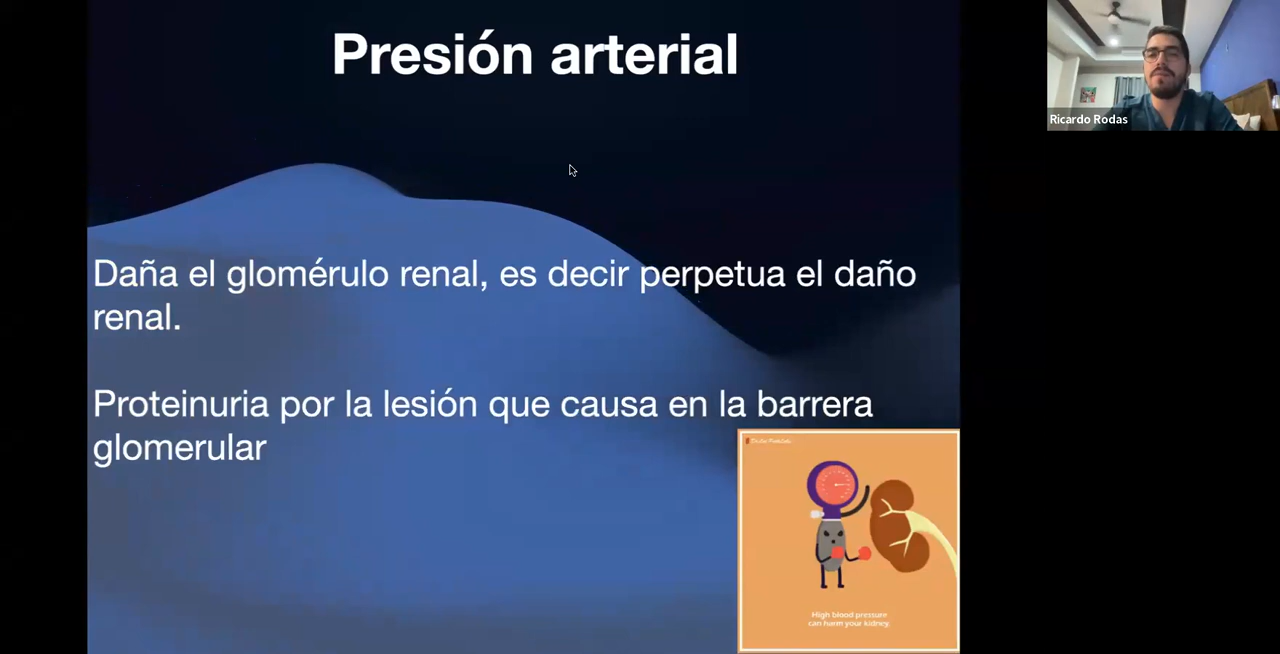 Presión arterial
Ricardo Rodas
Daña el glomérulo renal, es decir perpetua el daño
renal.
Proteinuria por la lesión que causa en la barrera
glomerular
High blood pressure
can harm your kidney.